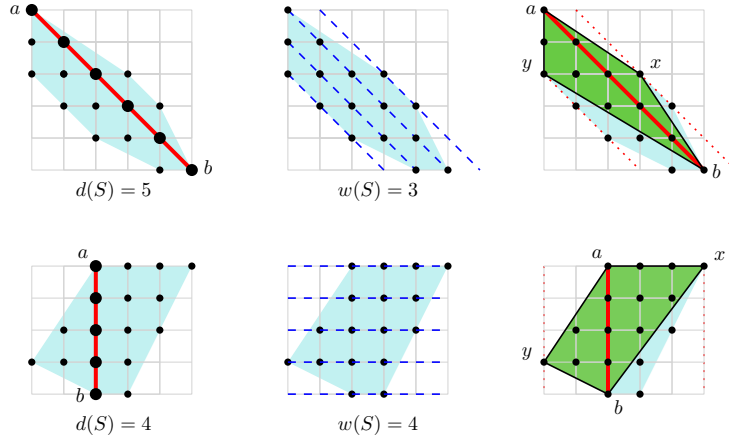 a
b
d(S) = 5
w(S) = 3
a
x
y
b
a
b
d(S) = 4
w(S) = 4
a
x
y
b